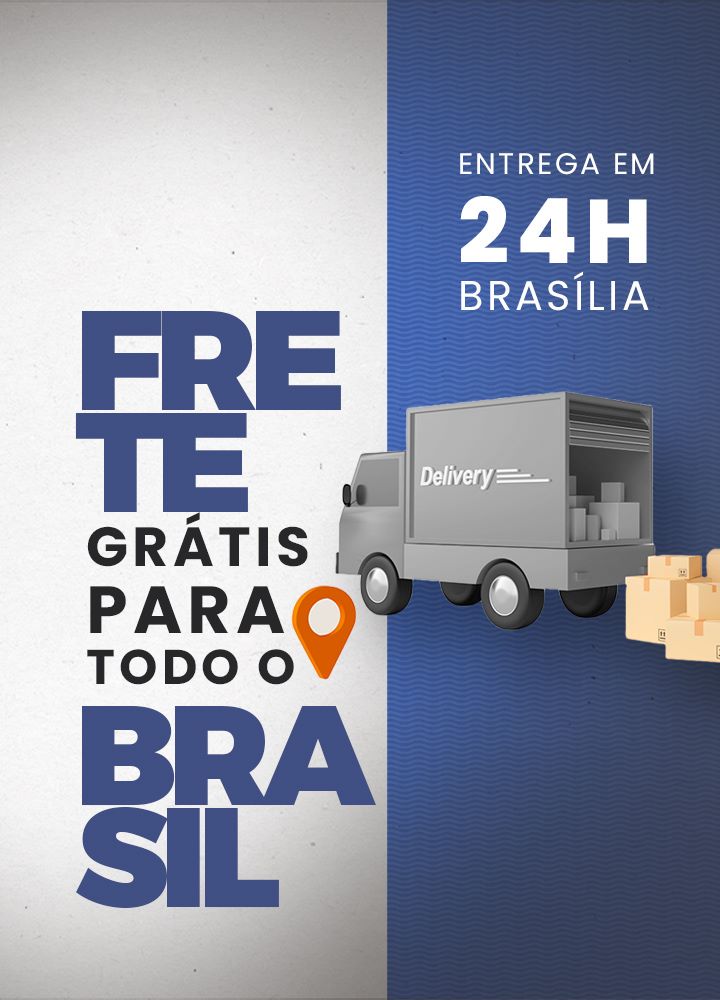 FRE
TE
GRÁTIS
PARA
TODO O
BRA
SIL
ENTREGA EM
24H
BRASÍLIA
Delivery